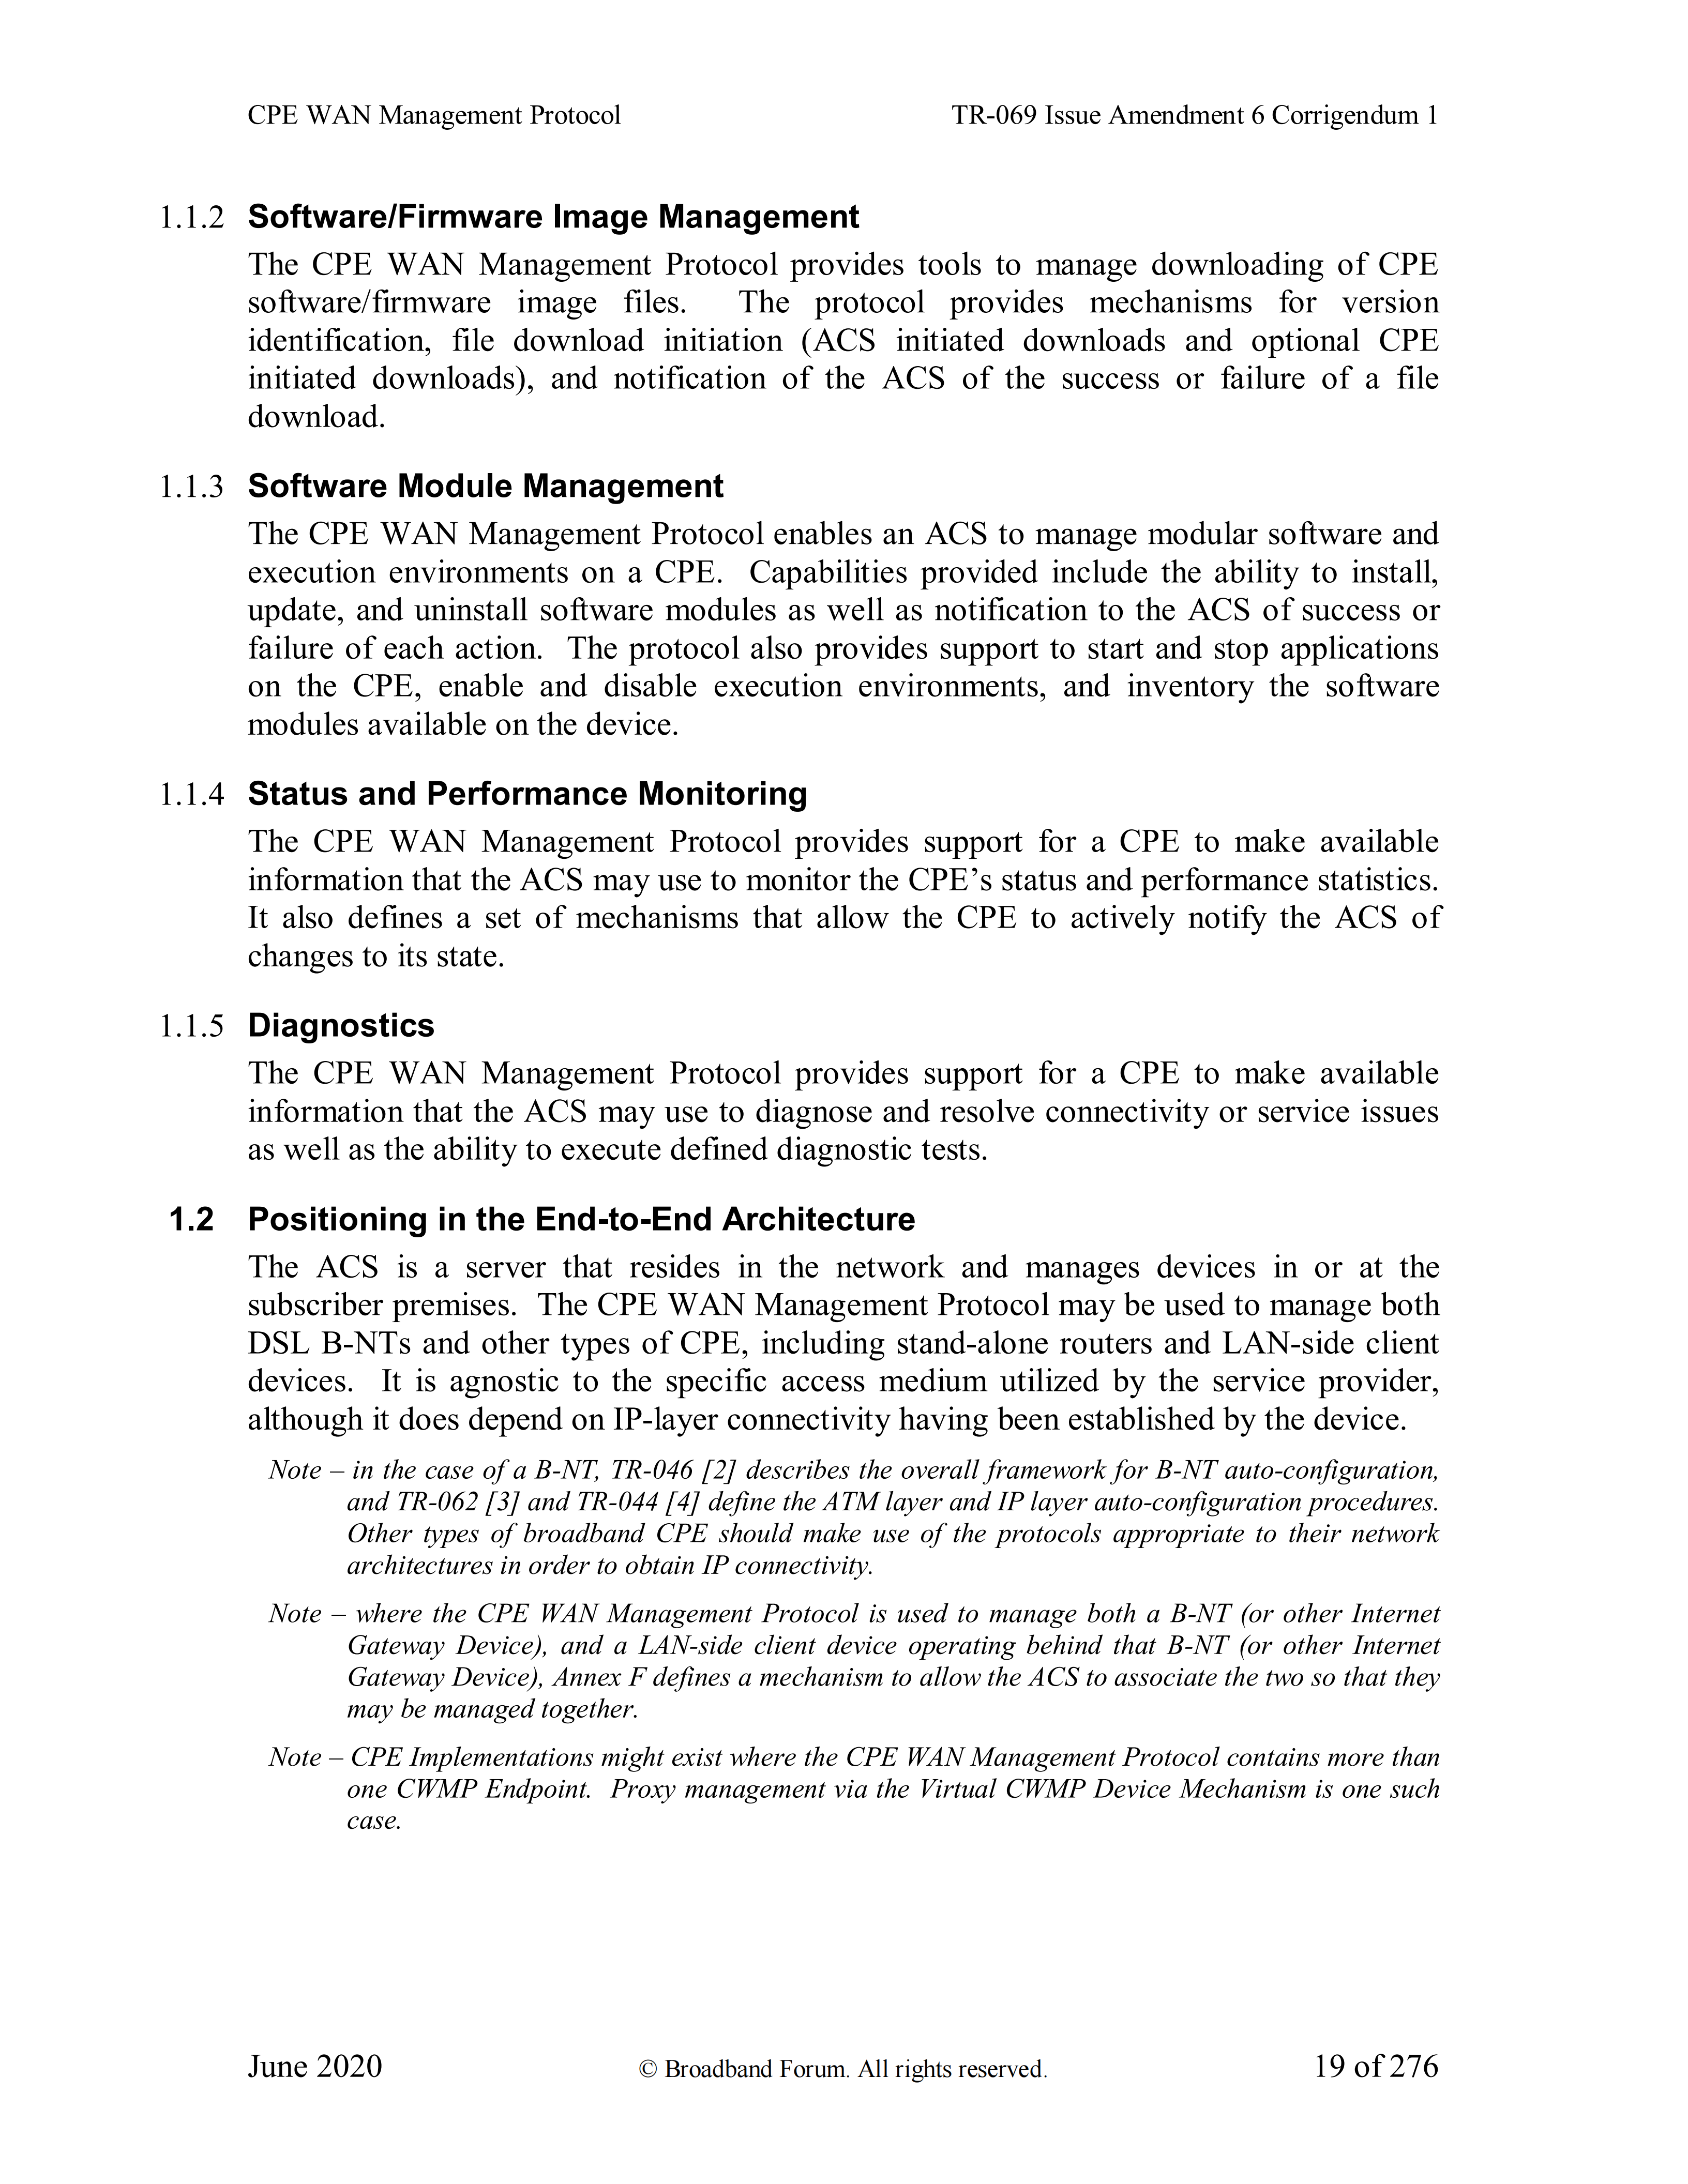 CPE WAN Management Protocol TR-069 Issue Amendment 6 Corrigendum 1
1.1.2 Software/Firmware Image Management
The CPE WAN Management Protocol provides tools to manage downloading of CPE
software/firmware image files. The protocol provides mechanisms for version
identification, file download initiation (ACS initiated downloads and optional CPE
initiated downloads), and notification of the ACS of the success or failure of a file
download.
1.1.3 Software Module Management
The CPE WAN Management Protocol enables an ACS to manage modular software and
execution environments on a CPE. Capabilities provided include the ability to install,
update, and uninstall software modules as well as notification to the ACS of success or
failure of each action. The protocol also provides support to start and stop applications
on the CPE, enable and disable execution environments, and inventory the software
modules available on the device.
1.1.4 Status and Performance Monitoring
The CPE WAN Management Protocol provides support for a CPE to make available
information that the ACS may use to monitor the CPE’s status and performance statistics.
It also defines a set of mechanisms that allow the CPE to actively notify the ACS of
changes to its state.
1.1.5 Diagnostics
The CPE WAN Management Protocol provides support for a CPE to make available
information that the ACS may use to diagnose and resolve connectivity or service issues
as well as the ability to execute defined diagnostic tests.
1.2 Positioning in the End-to-End Architecture
The ACS is a server that resides in the network and manages devices in or at the
subscriber premises. The CPE WAN Management Protocol may be used to manage both
DSL B-NTs and other types of CPE, including stand-alone routers and LAN-side client
devices. It is agnostic to the specific access medium utilized by the service provider,
although it does depend on IP-layer connectivity having been established by the device.
Note – in the case of a B-NT, TR-046 [2] describes the overall framework for B-NT auto-configuration,
and TR-062 [3] and TR-044 [4] define the ATM layer and IP layer auto-configuration procedures.
Other types of broadband CPE should make use of the protocols appropriate to their network
architectures in order to obtain IP connectivity.
Note – where the CPE WAN Management Protocol is used to manage both a B-NT (or other Internet
Gateway Device), and a LAN-side client device operating behind that B-NT (or other Internet
Gateway Device), Annex F defines a mechanism to allow the ACS to associate the two so that they
may be managed together.
Note – CPE Implementations might exist where the CPE WAN Management Protocol contains more than
one CWMP Endpoint. Proxy management via the Virtual CWMP Device Mechanism is one such
case.
June 2020 © Broadband Forum. All rights reserved. 19 of 276